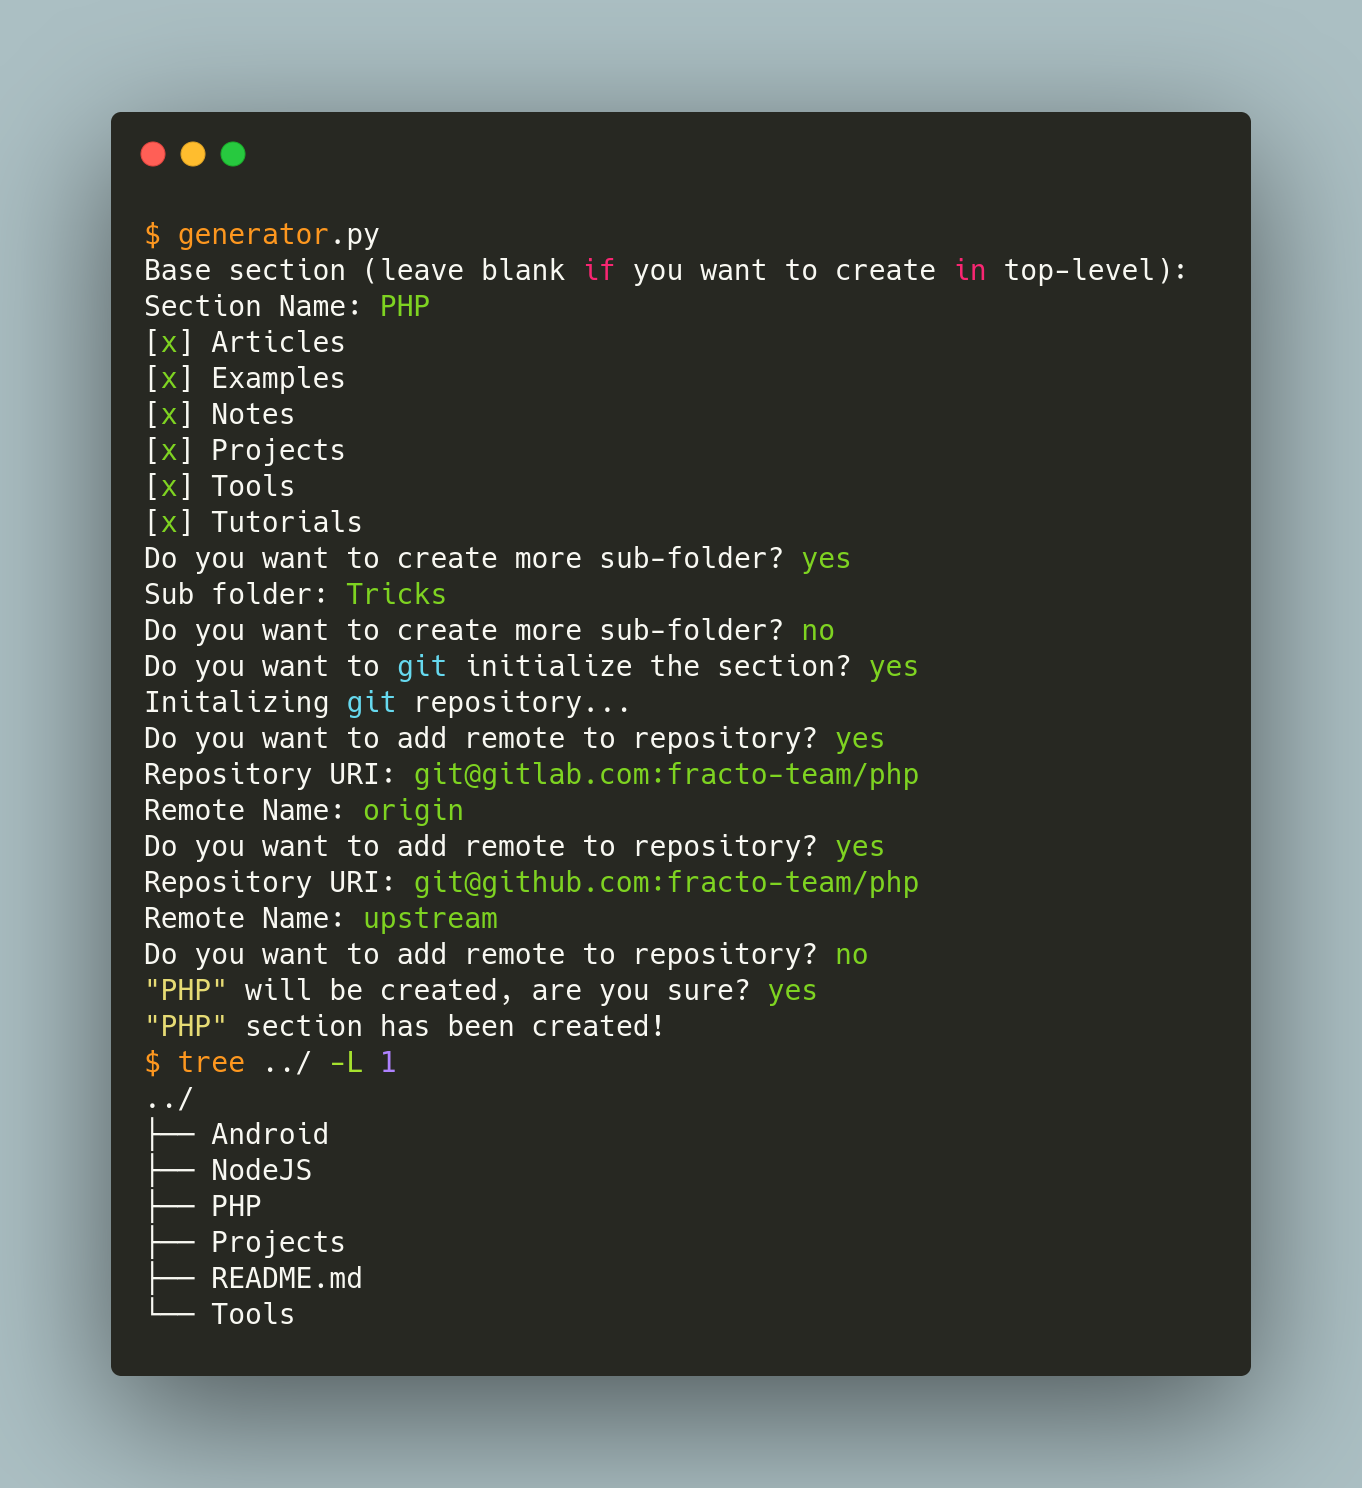 $ generator.py
Base section (leave blank if you want to create in top-level):
Section Name: PHP
[x] Articles
[x] Examples
[x] Notes
[x] Projects
[x] Tools
[x] Tutorials
Do you want to create more sub-folder? yes
Sub folder: Tricks
Do you want to create more sub-folder? no
Do you want to git initialize the section? yes
Initalizing git repository...
Do you want to add remote to repository? yes
Repository URI: git@gitlab.com:fracto-team/php
Remote Name: origin
Do you want to add remote to repository? yes
Repository URI: git@github.com:fracto-team/php
Remote Name: upstream
Do you want to add remote to repository? no
"PHP" will be created, are you sure? yes
"PHP" section has been created!
$ tree ../ -L 1
../
├── Android
├── NodeJS
├── PHP
├── Projects
├── README.md
└── Tools